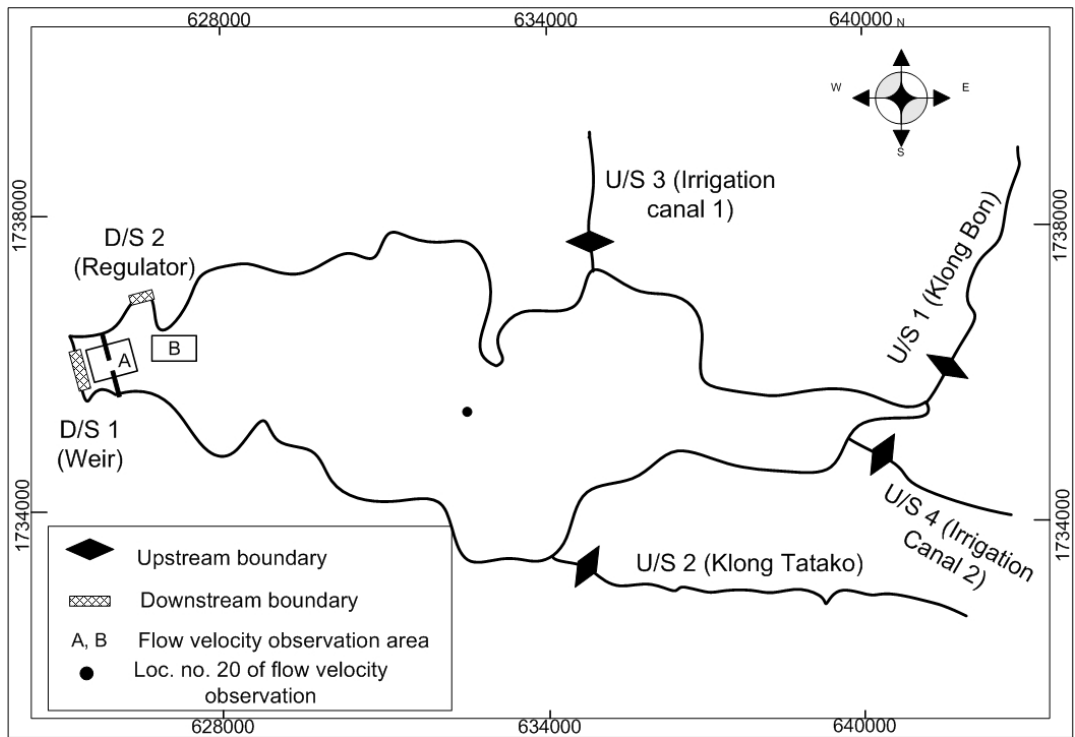 628000
634000
640000
N
W
E
S
1738000
1738000
U/S 3 (Irrigation
canal 1)
U/S 1 (Klong Bon)
D/S 2
(Regulator)
A
B
D/S 1
(Weir)
1734000
1734000
U/S 4 (Irrigation
Canal 2)
U/S 2 (Klong Tatako)
Upstream boundary
Downstream boundary
A, B Flow velocity observation area
Loc. no. 20 of flow velocity
observation
628000
634000
640000